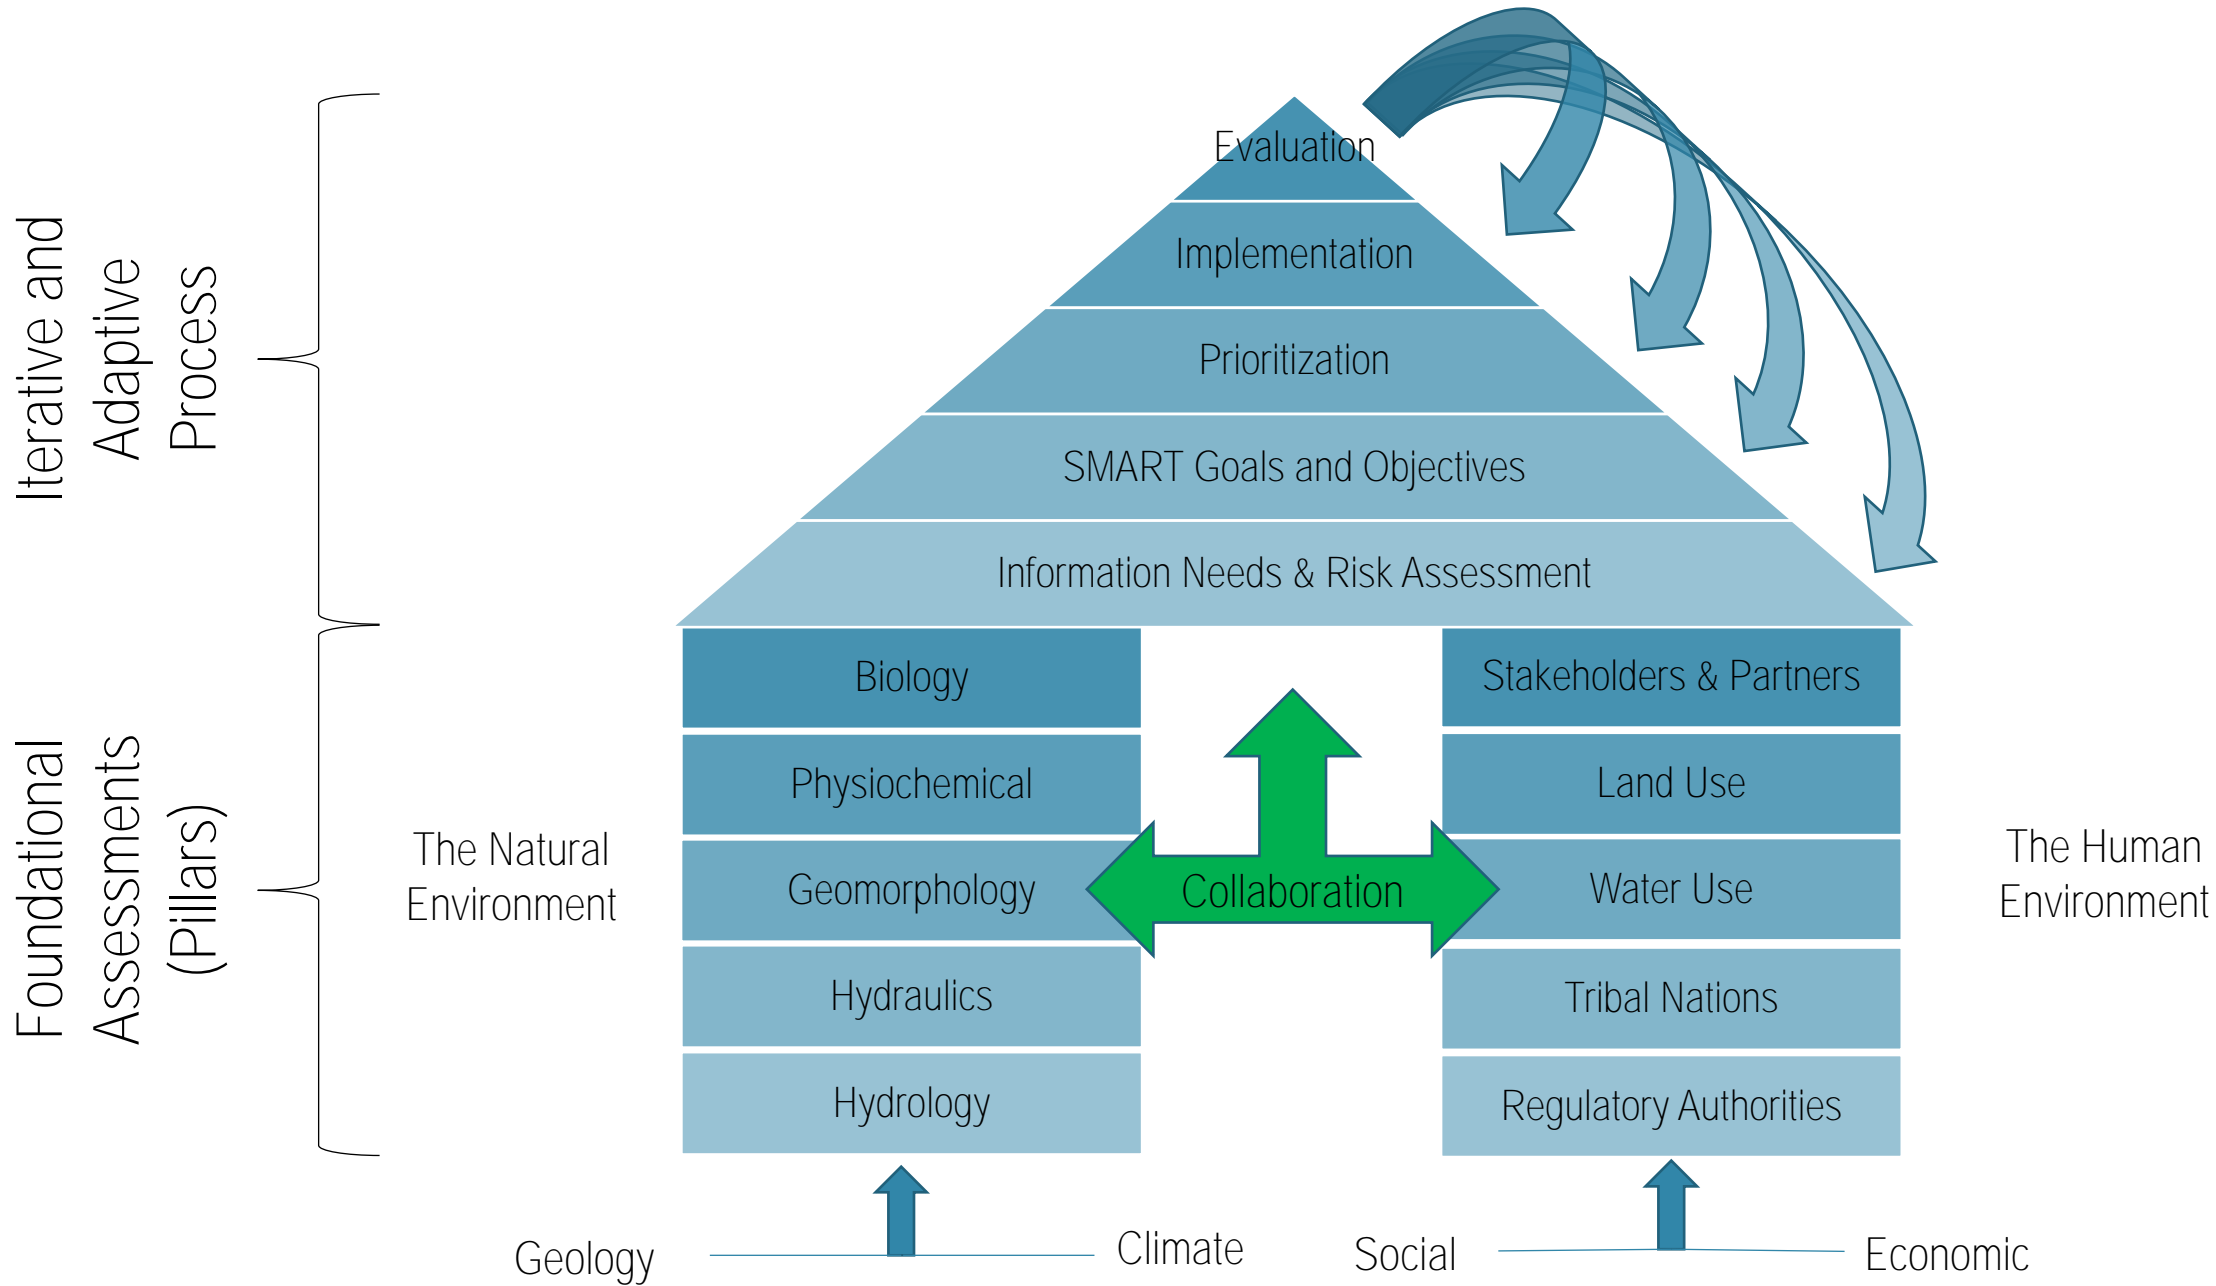 Iterative and
Adaptive
Process
Evaluation
Implementation
Prioritization
SMART Goals and Objectives
Information Needs & Risk Assessment
Foundational
Assessments
(Pillars)
The Natural
Environment
Biology
Physiochemical
Geomorphology
Hydraulics
Hydrology
Collaboration
Stakeholders & Partners
Land Use
Water Use
Tribal Nations
Regulatory Authorities
The Human
Environment
Geology
Climate
Social
Economic